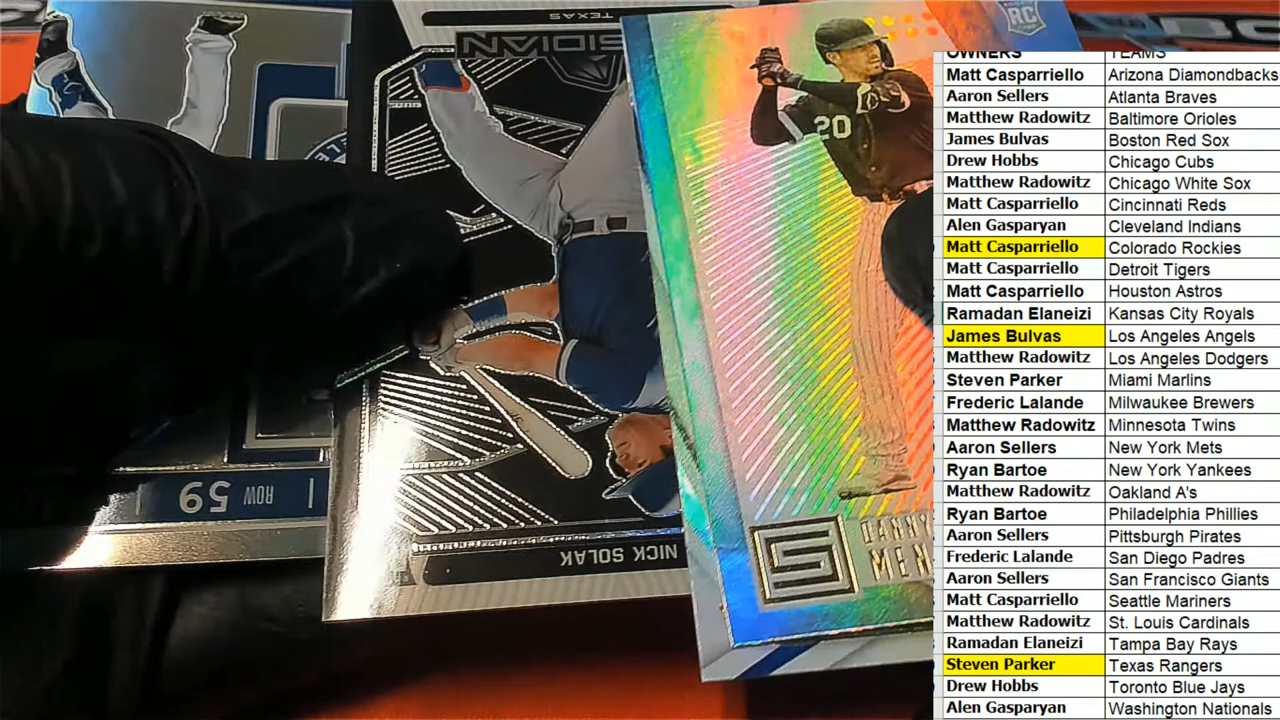 TEXAS
SIDIAN
RC
20
ROW 59
NICK SOLAK
DANNY
MEN
OWNERS TEAMS
Matt Casparriello Arizona Diamondbacks
Aaron Sellers Atlanta Braves
Matthew Radowitz Baltimore Orioles
James Bulvas Boston Red Sox
Drew Hobbs Chicago Cubs
Matthew Radowitz Chicago White Sox
Matt Casparriello Cincinnati Reds
Alen Gasparyan Cleveland Indians
Matt Casparriello Colorado Rockies
Matt Casparriello Detroit Tigers
Matt Casparriello Houston Astros
Ramadan Elaneizi Kansas City Royals
James Bulvas Los Angeles Angels
Matthew Radowitz Los Angeles Dodgers
Steven Parker Miami Marlins
Frederic Lalande Milwaukee Brewers
Matthew Radowitz Minnesota Twins
Aaron Sellers New York Mets
Ryan Bartoe New York Yankees
Matthew Radowitz Oakland A's
Ryan Bartoe Philadelphia Phillies
Aaron Sellers Pittsburgh Pirates
Frederic Lalande San Diego Padres
Aaron Sellers San Francisco Giants
Matt Casparriello Seattle Mariners
Matthew Radowitz St. Louis Cardinals
Ramadan Elaneizi Tampa Bay Rays
Steven Parker Texas Rangers
Drew Hobbs Toronto Blue Jays
Alen Gasparyan Washington Nationals